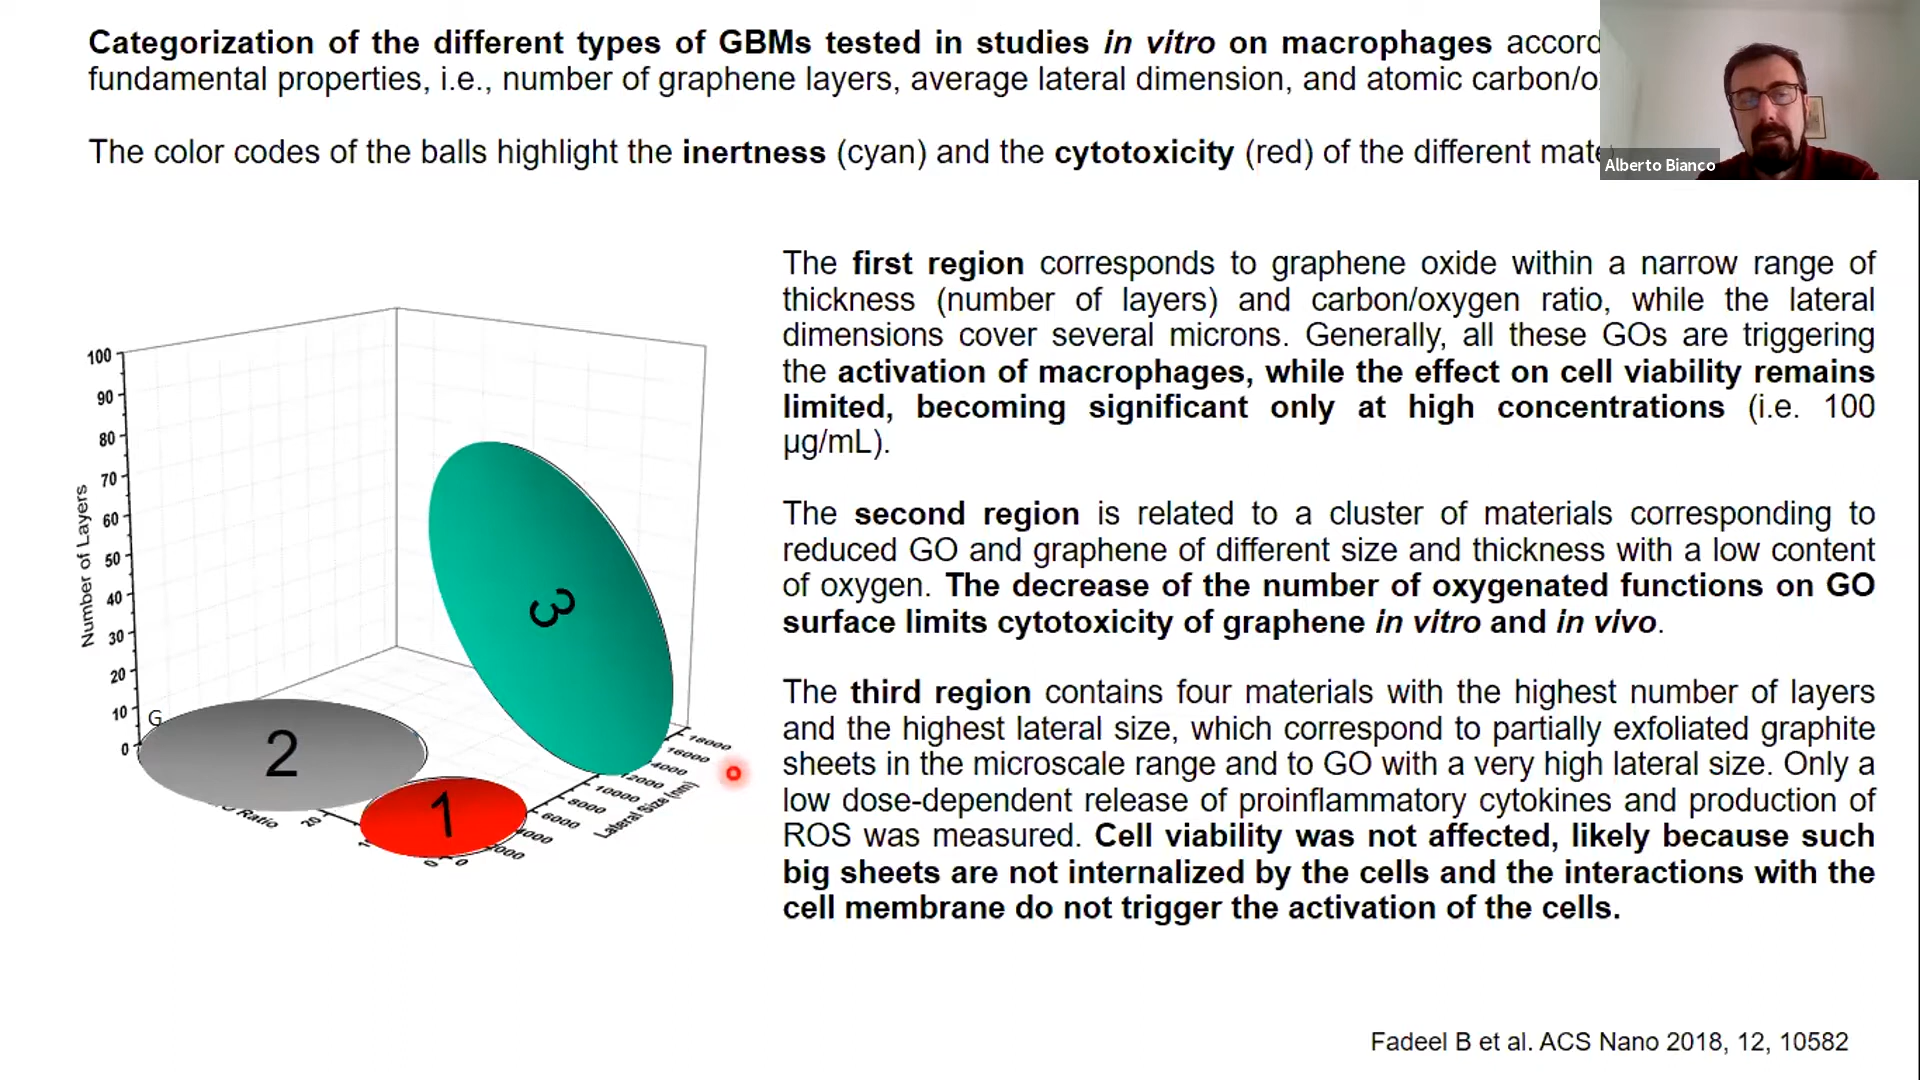 Categorization of the different types of GBMs tested in studies in vitro on macrophages
fundamental properties, i.e., number of graphene layers, average lateral dimension, and atomic
The color codes of the balls highlight the inertness (cyan) and the cytotoxicity (red) of the different
Alberto Bianco
The first region corresponds to graphene oxide within a narrow range of
thickness (number of layers) and carbon/oxygen ratio, while the lateral
dimensions cover several microns. Generally, all these GOs are triggering
the activation of macrophages, while the effect on cell viability remains
limited, becoming significant only at high concentrations (i.e. 100
µg/mL).
The second region is related to a cluster of materials corresponding to
reduced GO and graphene of different size and thickness with a low content
of oxygen. The decrease of the number of oxygenated functions on GO
surface limits cytotoxicity of graphene in vitro and in vivo.
The third region contains four materials with the highest number of layers
and the highest lateral size, which correspond to partially exfoliated graphite
sheets in the microscale range and to GO with a very high lateral size. Only a
low dose-dependent release of proinflammatory cytokines and production of
ROS was measured. Cell viability was not affected, likely because such
big sheets are not internalized by the cells and the interactions with the
cell membrane do not trigger the activation of the cells.
Number of Layers
100
90
80
70
60
50
40
30
20
10
0
G
2
1
3
Ratio
20
0
0
2000
4000
6000
8000
10000
12000
16000
18000
Lateral Size (nm)
Fadeel B et al. ACS Nano 2018, 12, 10582